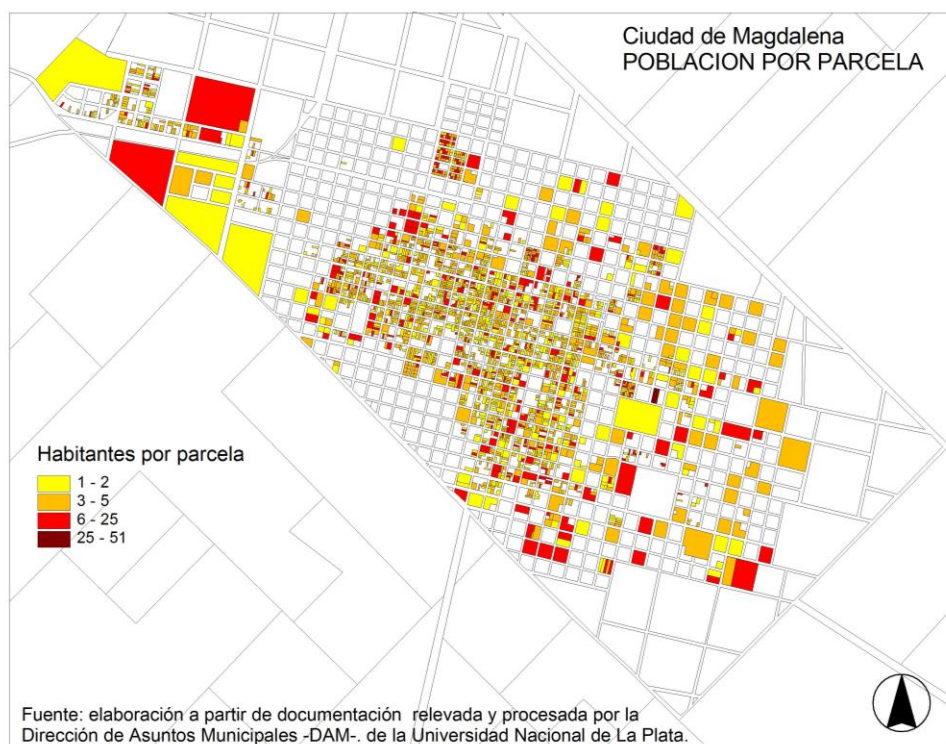 Ciudad de Magdalena
POBLACION POR PARCELA
Habitantes por parcela
1 - 2
3 - 5
6 - 25
25 - 51
Fuente: elaboración a partir de documentación relevada y procesada por la
Dirección de Asuntos Municipales -DAM-. de la Universidad Nacional de La Plata.